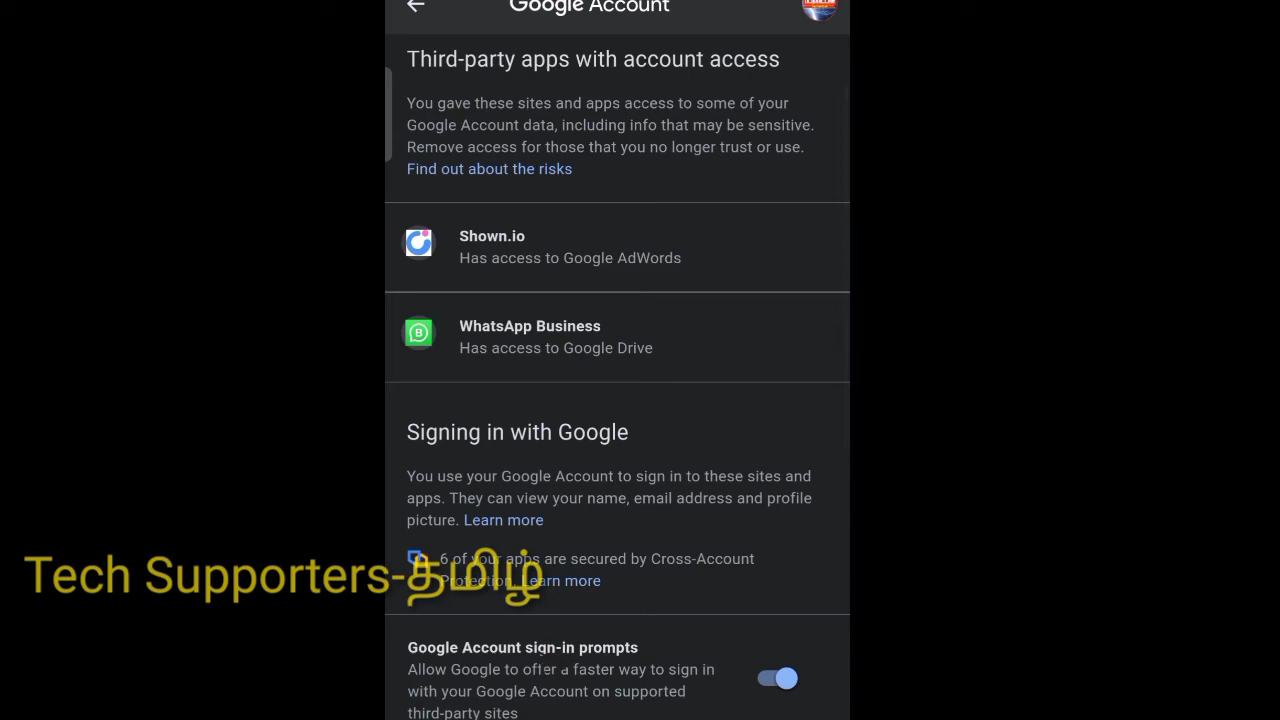 Google Account
Third-party apps with account access
You gave these sites and apps access to some of your
Google Account data, including info that may be sensitive.
Remove access for those that you no longer trust or use.
Find out about the risks
Shown.io
Has access to Google AdWords
WhatsApp Business
Has access to Google Drive
Signing in with Google
You use your Google Account to sign in to these sites and
apps. They can view your name, email address and profile
picture. Learn more
6 of your apps are secured by Cross-Account
Protection. Learn more
Tech Supporters-தமிழ்
Google Account sign-in prompts
Allow Google to offer a faster way to sign in
with your Google Account on supported
third-party sites